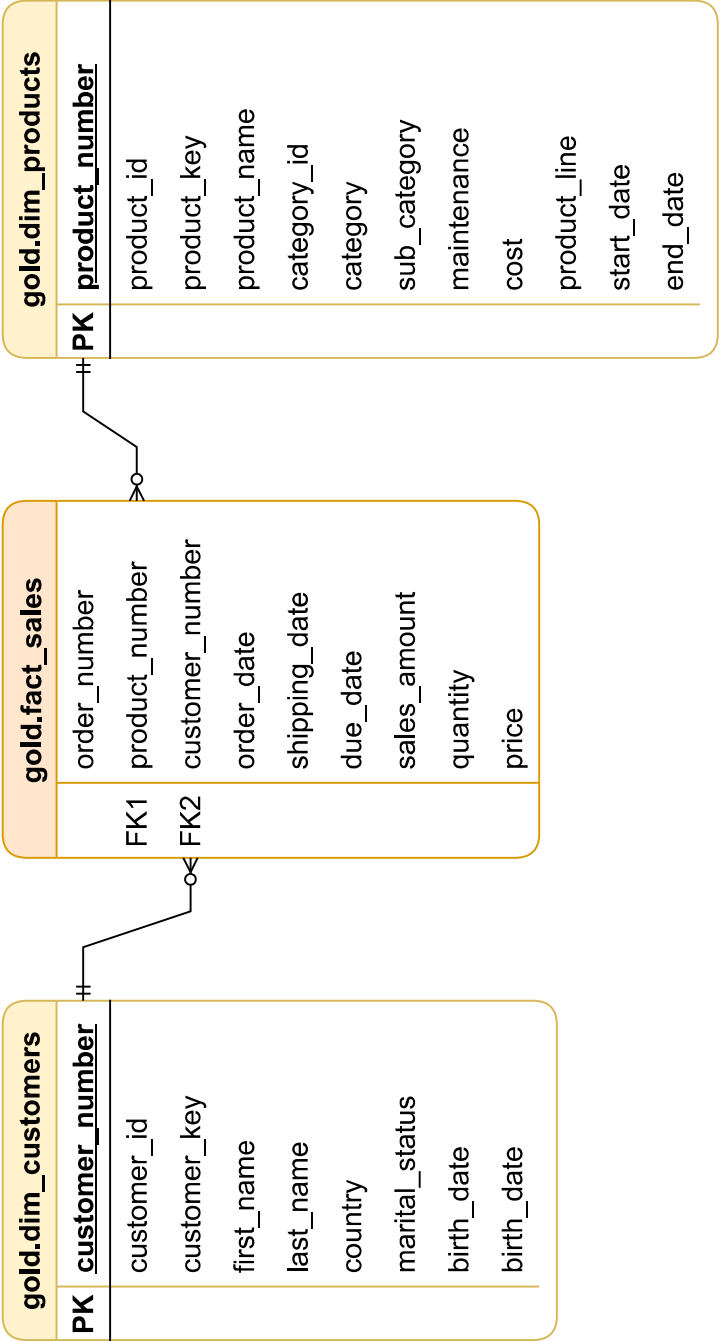 gold.dim_customers
PK customer_number
customer_id
customer_key
first_name
last_name
country
marital_status
birth_date
birth_date
gold.fact_sales
order_number
FK1 product_number
FK2 customer_number
order_date
shipping_date
due_date
sales_amount
quantity
price
gold.dim_products
PK product_number
product_id
product_key
product_name
category_id
category
sub_category
maintenance
cost
product_line
start_date
end_date